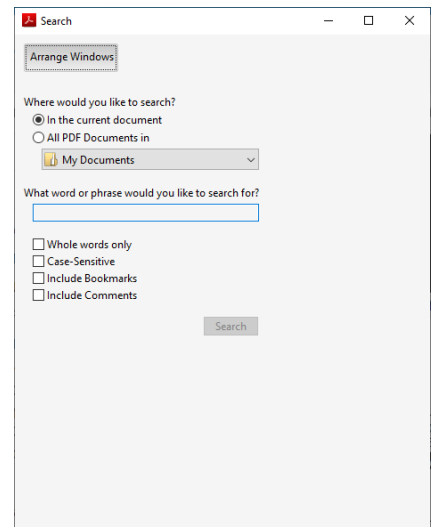 Search
Arrange Windows
Where would you like to search?
In the current document
All PDF Documents in
My Documents
What word or phrase would you like to search for?
Whole words only
Case-Sensitive
Include Bookmarks
Include Comments
Search